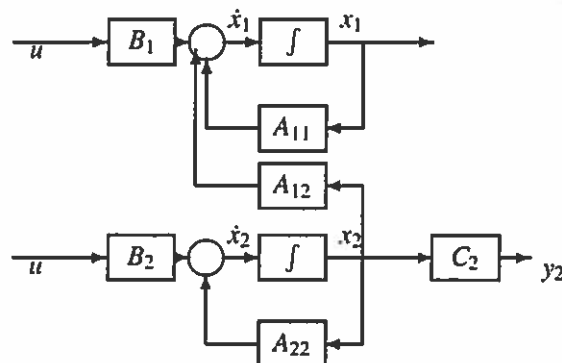 ẋ₁ x₁
u B₁ ∫
A₁₁
A₁₂
ẋ₂ x₂
u B₂ ∫ C₂ y₂
A₂₂